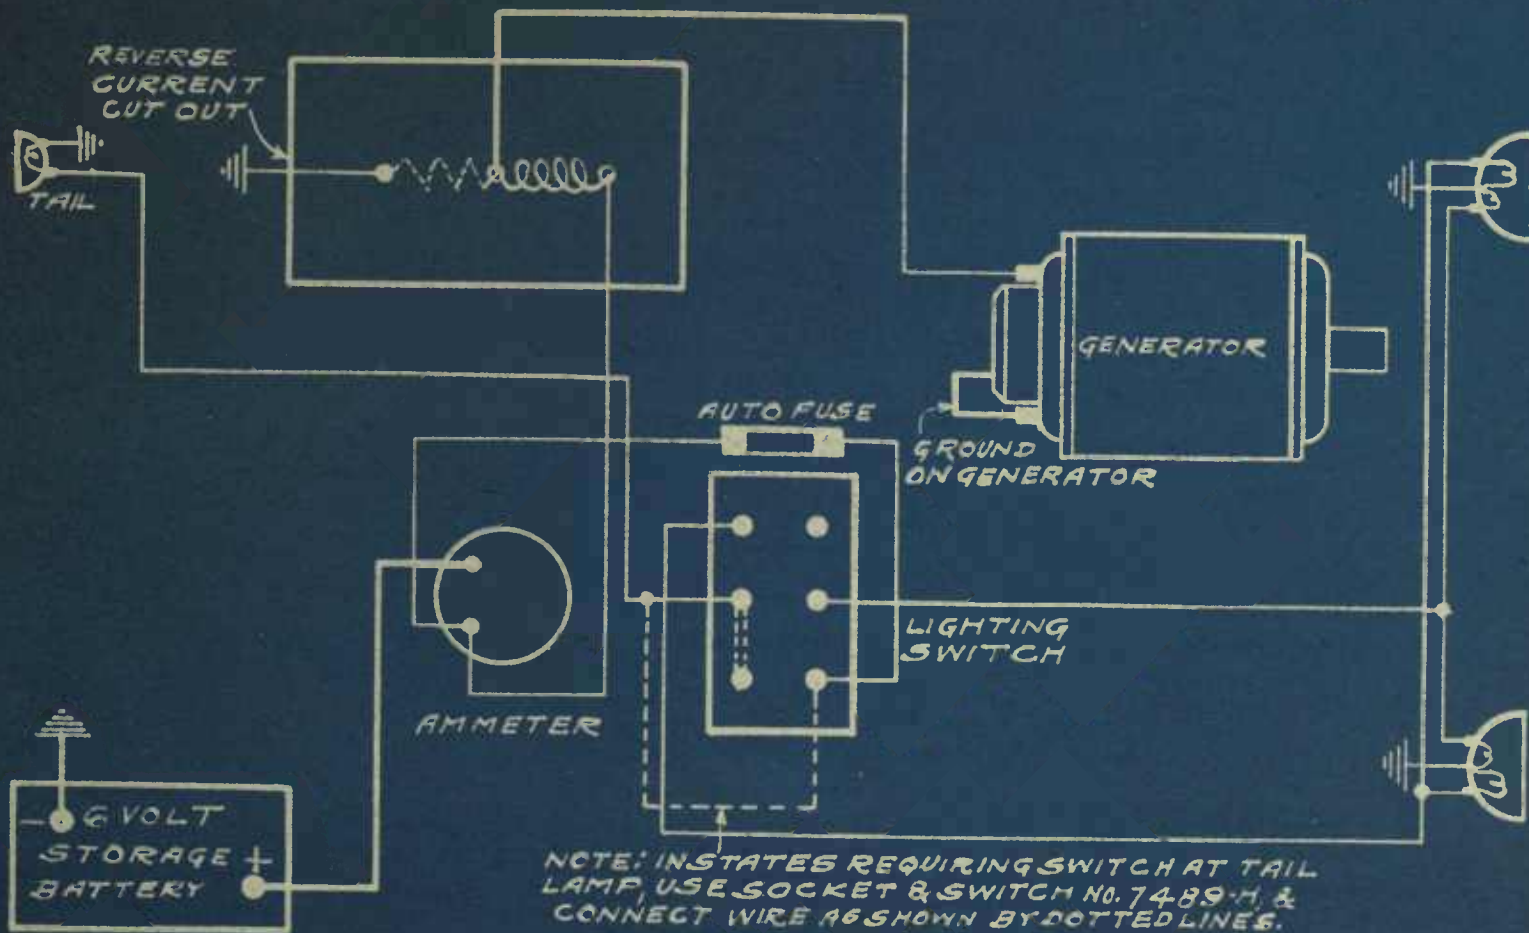 REVERSE
CURRENT
CUT OUT
TAIL
GENERATOR
AUTO FUSE
GROUND
ON GENERATOR
LIGHTING
SWITCH
AMMETER
- 6 VOLT
STORAGE +
BATTERY
NOTE: IN STATES REQUIRING SWITCH AT TAIL
LAMP, USE SOCKET & SWITCH NO. 7489-H, &
CONNECT WIRE AS SHOWN BY DOTTED LINES.